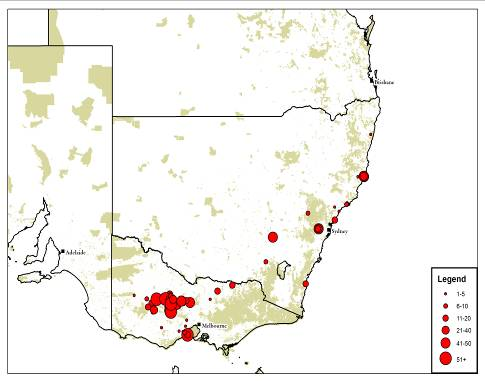 Brisbane
Sydney
Adelaide
Melbourne
Legend
1-5
6-10
11-20
21-40
41-50
51+